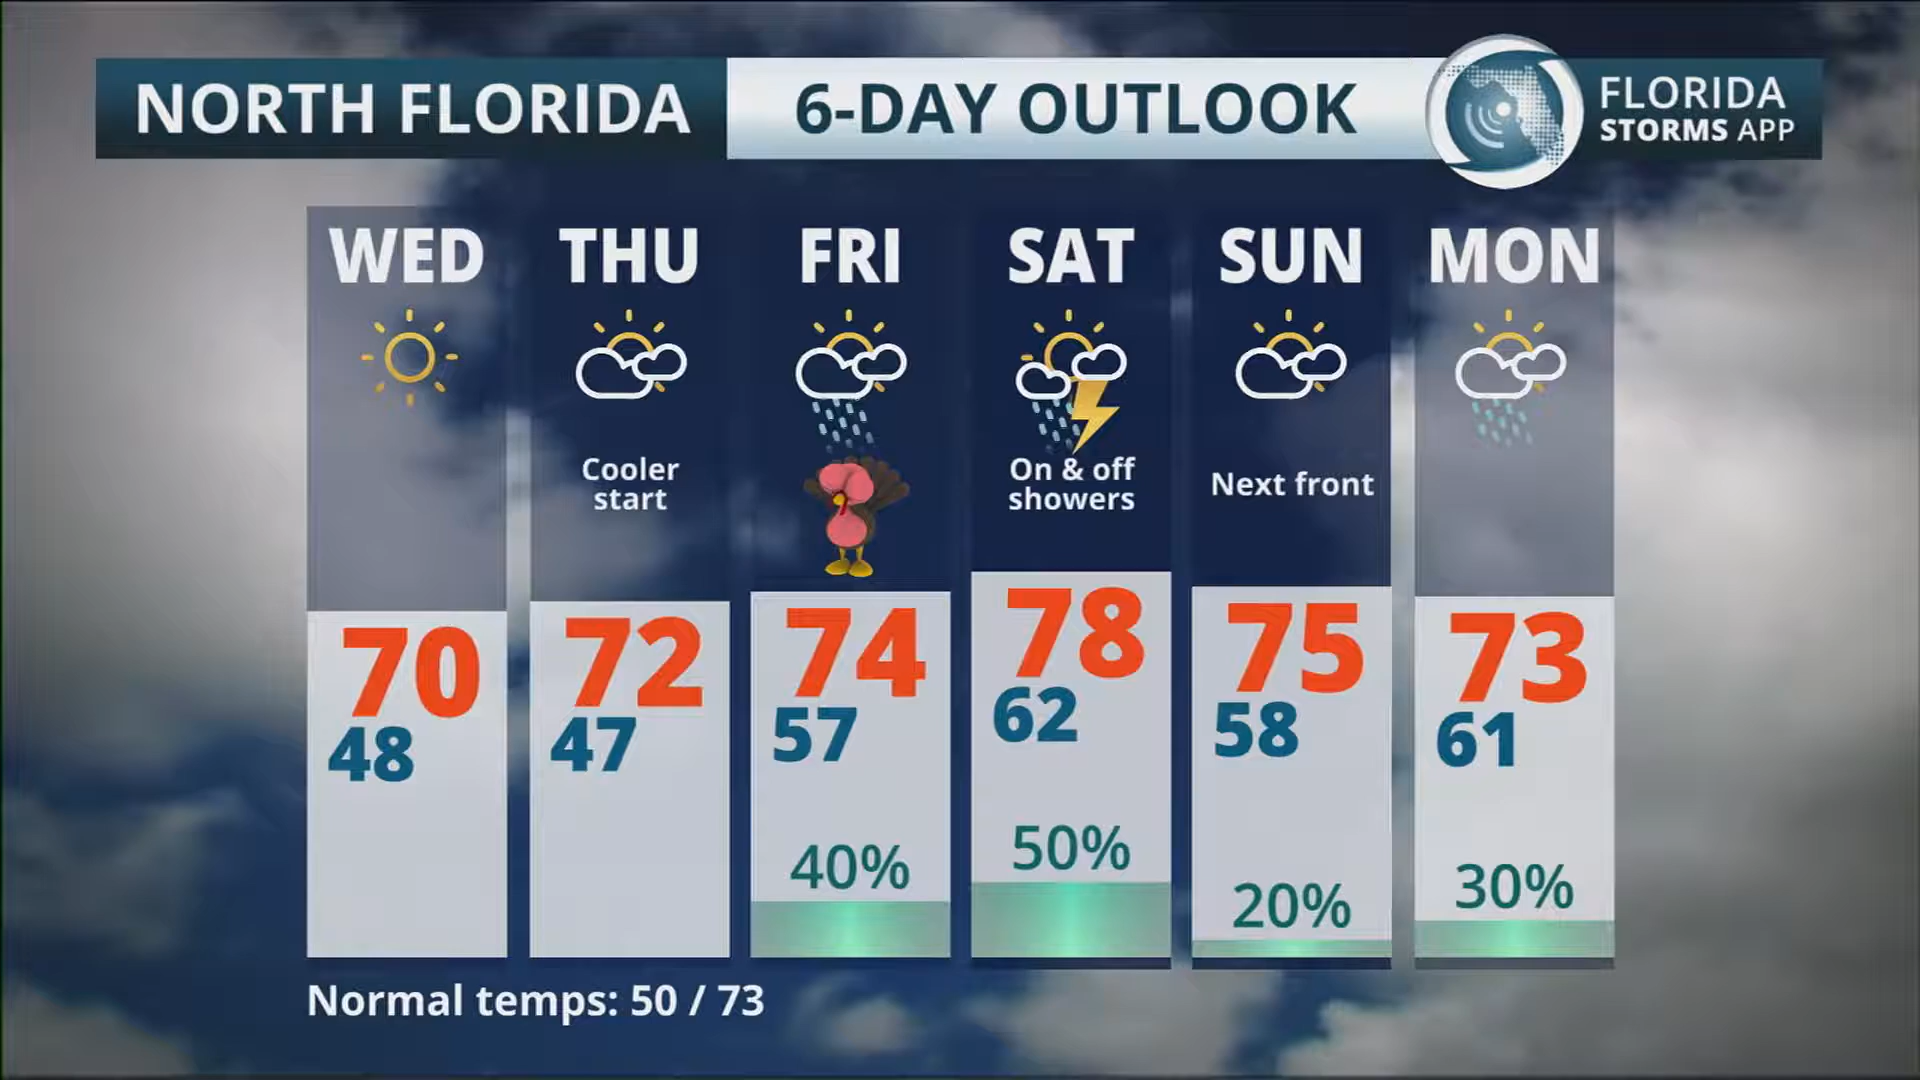 NORTH FLORIDA
6-DAY OUTLOOK
FLORIDA
STORMS APP
WED
70
48
THU
Cooler
start
72
47
FRI
74
57
40%
SAT
On & off
showers
78
62
50%
SUN
Next front
75
58
20%
MON
73
61
30%
Normal temps: 50 / 73